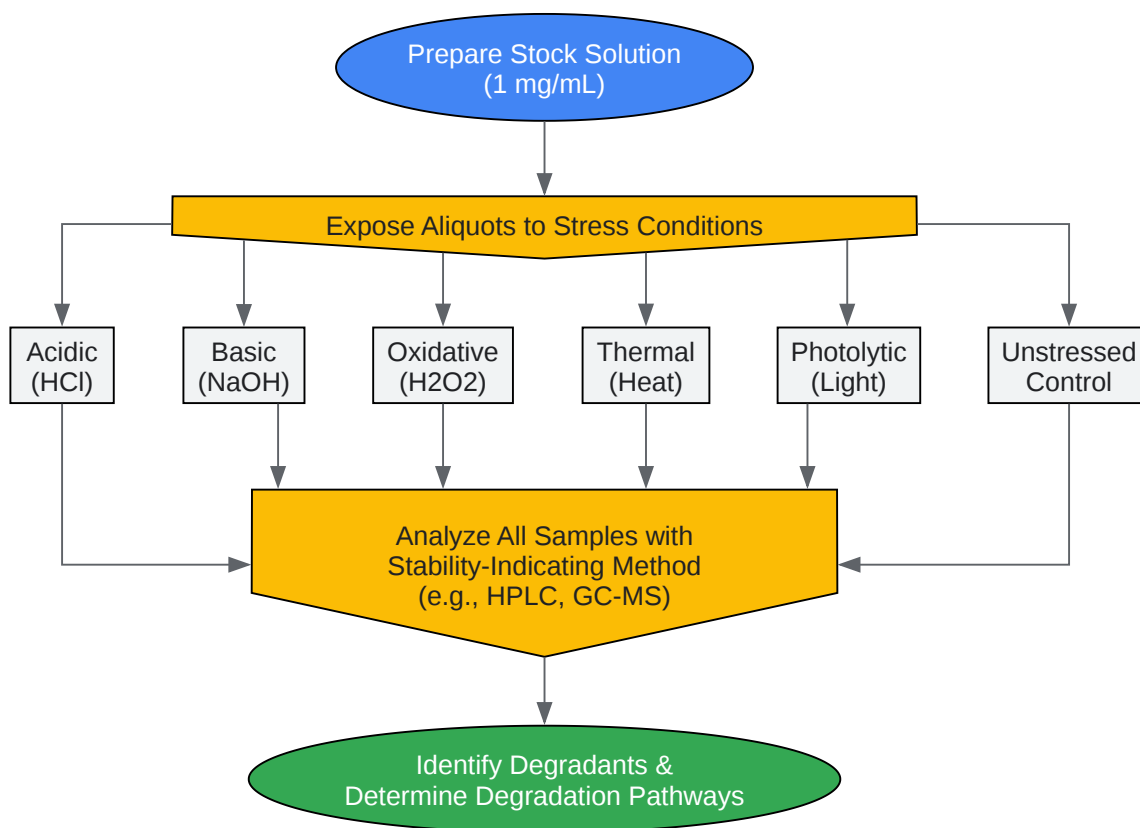 Prepare Stock Solution
(1 mg/mL)
Expose Aliquots to Stress Conditions
Acidic
(HCl)
Basic
(NaOH)
Oxidative
(H2O2)
Thermal
(Heat)
Photolytic
(Light)
Unstressed
Control
Analyze All Samples with
Stability-Indicating Method
(e.g., HPLC, GC-MS)
Identify Degradants &
Determine Degradation Pathways